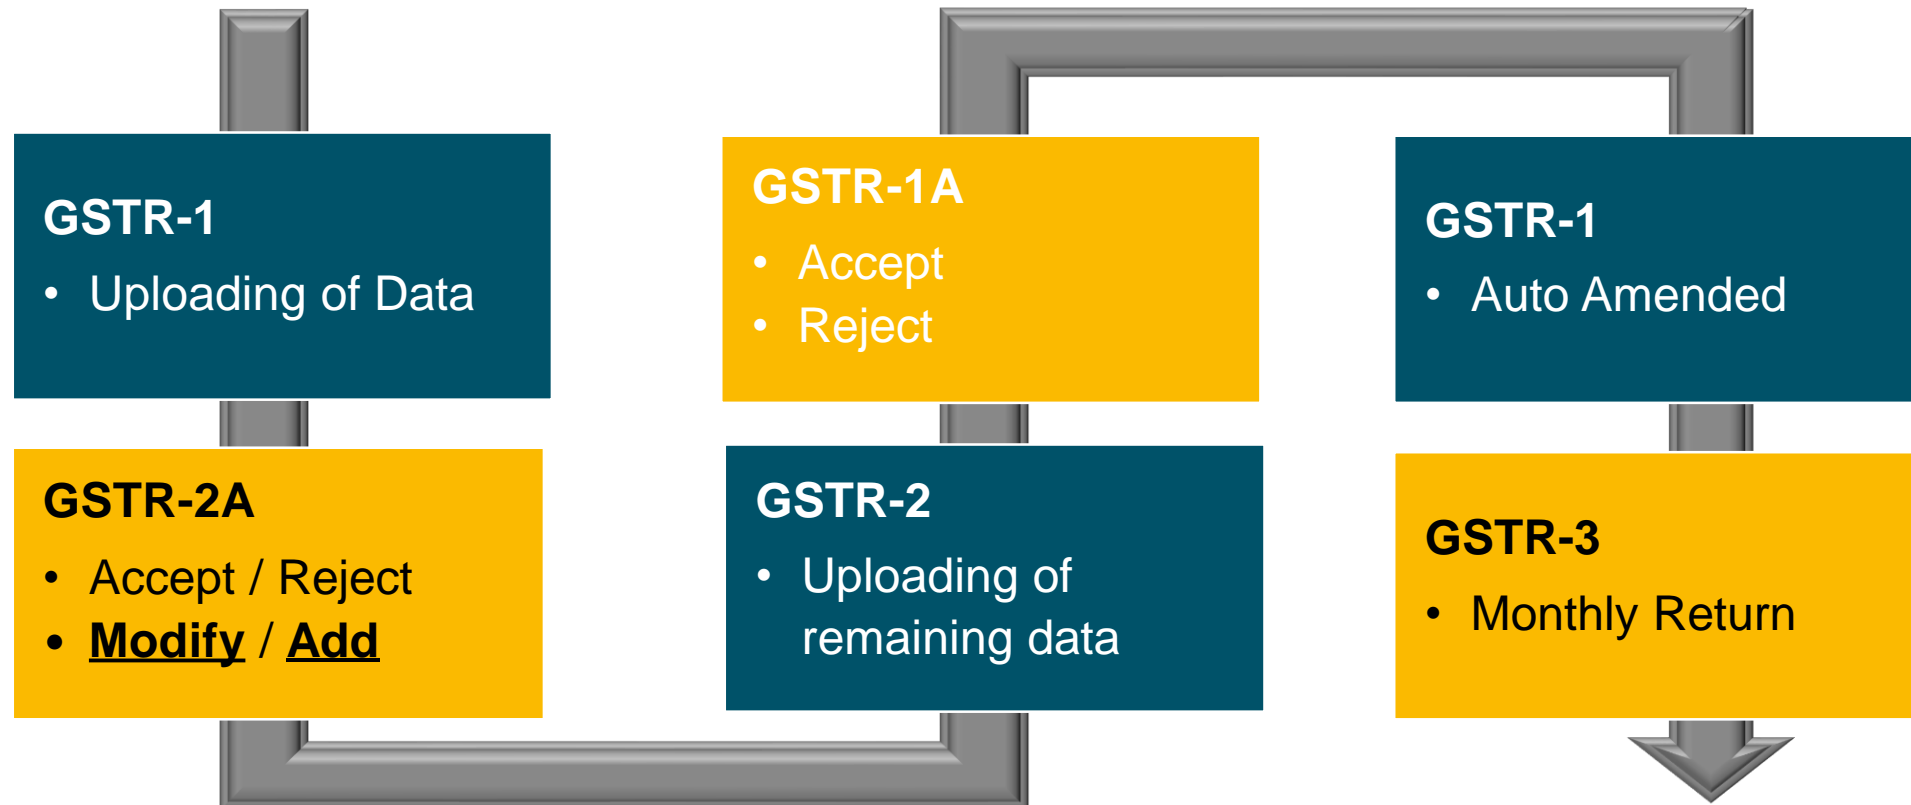 GSTR-1
• Uploading of Data
GSTR-2A
• Accept / Reject
• Modify / Add
GSTR-2
• Uploading of
remaining data
GSTR-1A
• Accept
• Reject
GSTR-1
• Auto Amended
GSTR-3
• Monthly Return